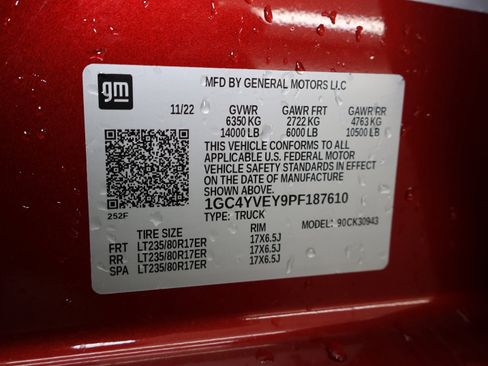 gm
MFD BY GENERAL MOTORS LLC
11/22 GVWR GAWR FRT GAWR RR
6350 KG 2722 KG 4763 KG
14000 LB 6000 LB 10500 LB
THIS VEHICLE CONFORMS TO ALL
APPLICABLE U.S. FEDERAL MOTOR
VEHICLE SAFETY STANDARDS IN EFFECT
ON THE DATE OF MANUFACTURE
SHOWN ABOVE.
1GC4YVEY9PF187610
252F
TYPE: TRUCK MODEL: 90CK30943
TIRE SIZE RIM
FRT LT235/80R17ER 17X6.5J
RR LT235/80R17ER 17X6.5J
SPA LT235/80R17ER 17X6.5J